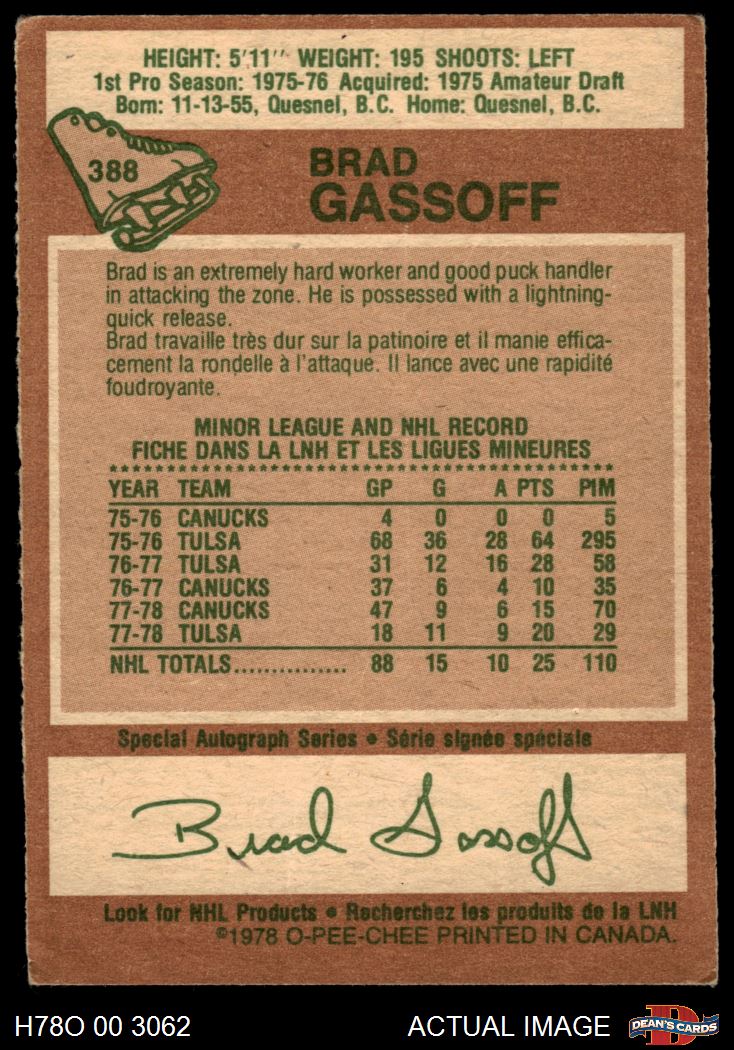 HEIGHT: 5'11" WEIGHT: 195 SHOOTS: LEFT
1st Pro Season: 1975-76 Acquired: 1975 Amateur Draft
Born: 11-13-55, Quesnel, B.C. Home: Quesnel, B.C.
388
BRAD
GASSOFF
Brad is an extremely hard worker and good puck handler
in attacking the zone. He is possessed with a lightning-
quick release.
Brad travaille très dur sur la patinoire et il manie effica-
cement la rondelle à l'attaque. Il lance avec une rapidité
foudroyante.
MINOR LEAGUE AND NHL RECORD
FICHE DANS LA LNH ET LES LIGUES MINEURES
YEAR TEAM GP G A PTS PIM
75-76 CANUCKS 4 0 0 0 5
75-76 TULSA 68 36 28 64 295
76-77 TULSA 31 12 16 28 58
76-77 CANUCKS 37 6 4 10 35
77-78 CANUCKS 47 9 6 15 70
77-78 TULSA 18 11 9 20 29
NHL TOTALS................ 88 15 10 25 110
Special Autograph Series • Série signée spéciale
Brad Gassoff
Look for NHL Products • Recherchez les produits de la LNH
©1978 O-PEE-CHEE PRINTED IN CANADA.
H78O 00 3062 ACTUAL IMAGE DEAN'S CARDS